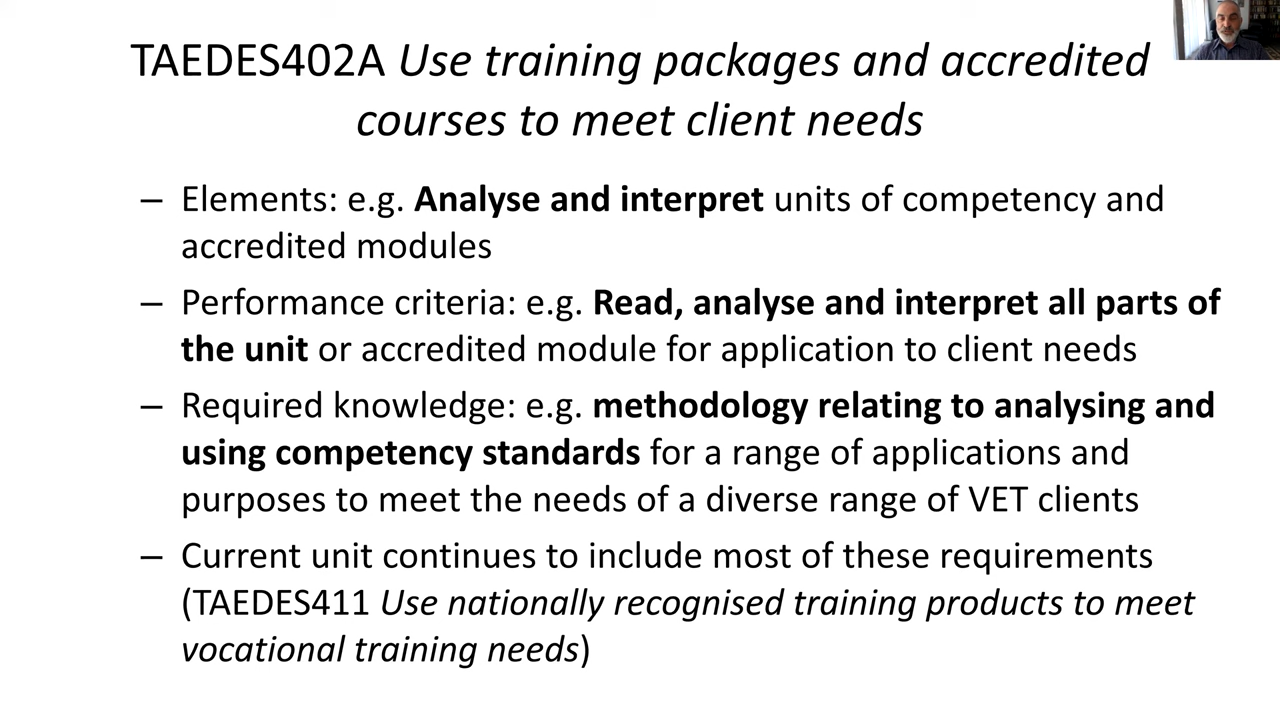 TAEDES402A Use training packages and accredited
courses to meet client needs
– Elements: e.g. Analyse and interpret units of competency and
accredited modules
– Performance criteria: e.g. Read, analyse and interpret all parts of
the unit or accredited module for application to client needs
– Required knowledge: e.g. methodology relating to analysing and
using competency standards for a range of applications and
purposes to meet the needs of a diverse range of VET clients
– Current unit continues to include most of these requirements
(TAEDES411 Use nationally recognised training products to meet
vocational training needs)